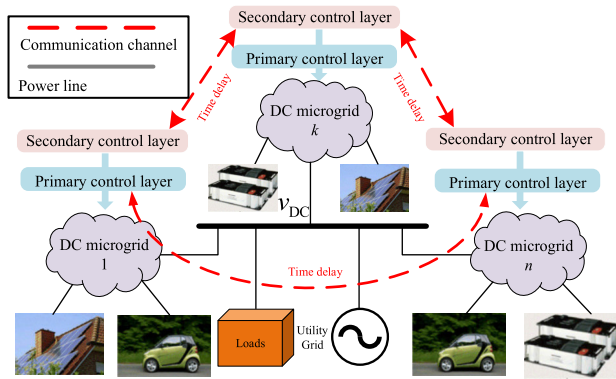 Communication channel
Power line
Secondary control layer
Primary control layer
Time delay
Time delay
DC microgrid
k
Secondary control layer
Primary control layer
Secondary control layer
Primary control layer
vDC
DC microgrid
1
DC microgrid
n
Time delay
Loads
Utility
Grid